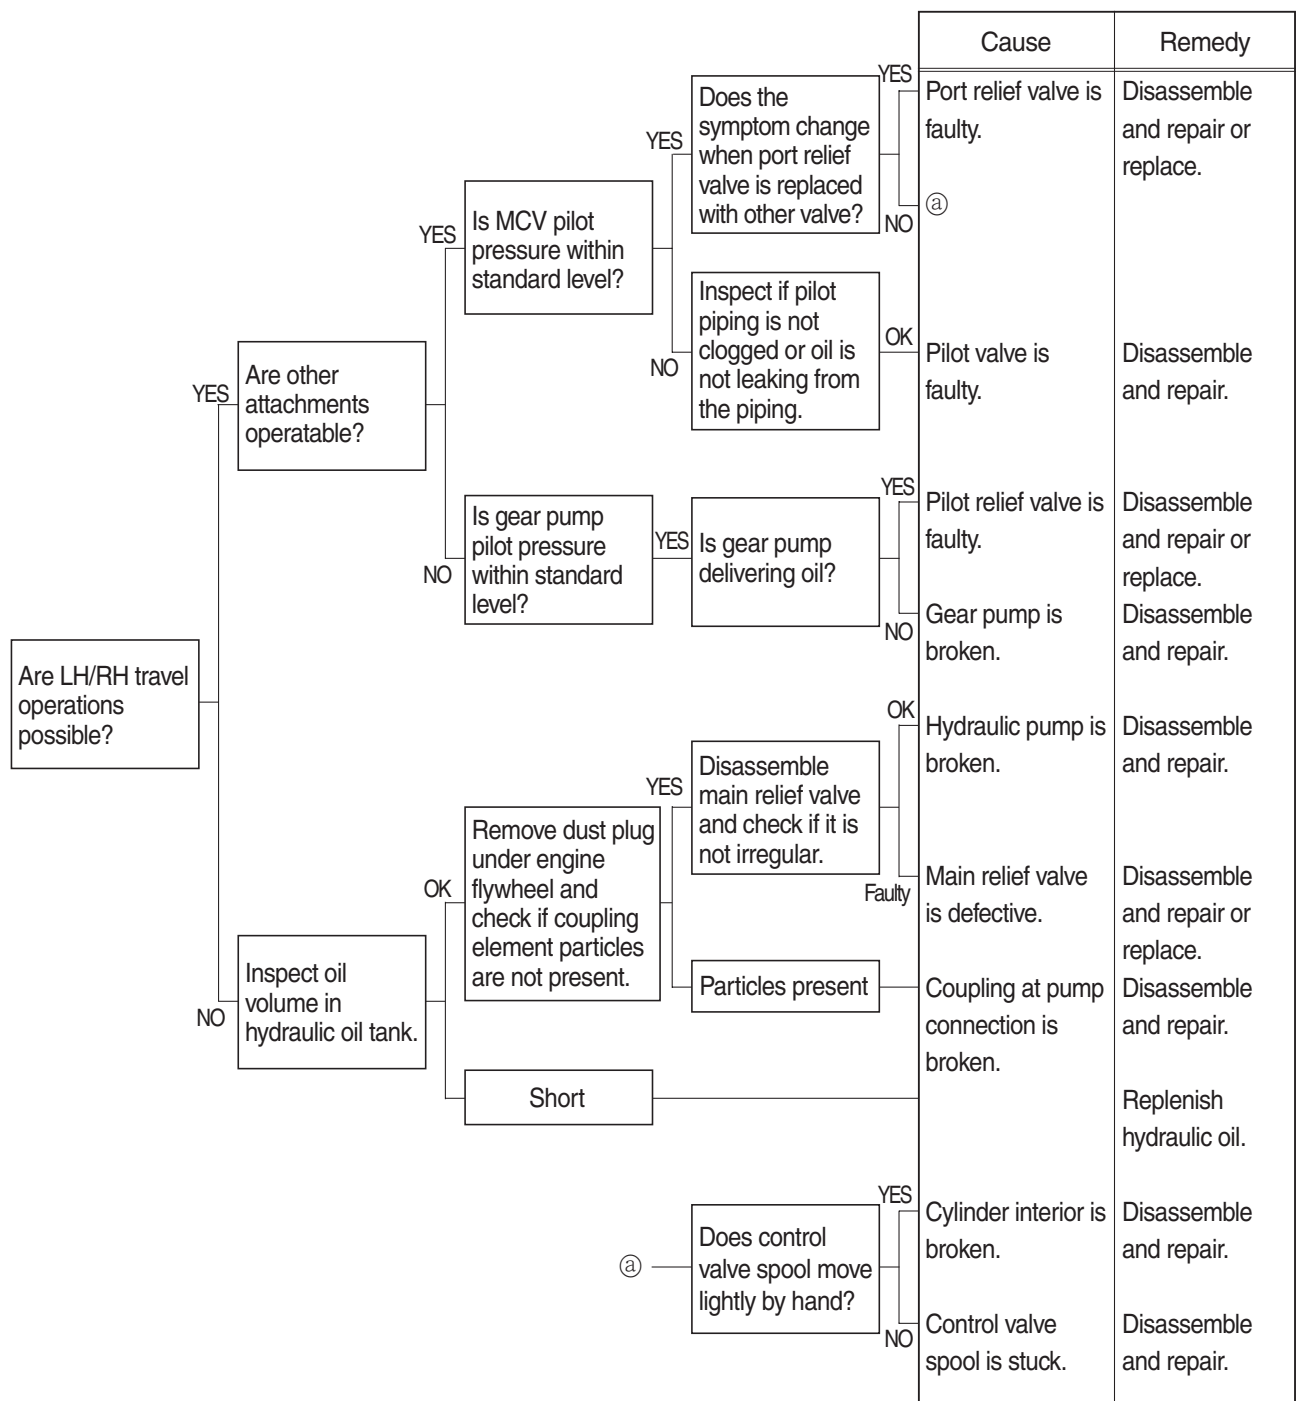 Cause
Remedy
YES
Does the
symptom change
when port relief
valve is replaced
with other valve?
YES
Port relief valve is
faulty.
Disassemble
and repair or
replace.
NO
ⓐ
YES
Is MCV pilot
pressure within
standard level?
NO
Inspect if pilot
piping is not
clogged or oil is
not leaking from
the piping.
OK
Pilot valve is
faulty.
Disassemble
and repair.
YES
Are other
attachments
operatable?
NO
Is gear pump
pilot pressure
within standard
level?
YES
Is gear pump
delivering oil?
YES
Pilot relief valve is
faulty.
Disassemble
and repair or
replace.
NO
Gear pump is
broken.
Disassemble
and repair.
Are LH/RH travel
operations
possible?
NO
Inspect oil
volume in
hydraulic oil tank.
OK
Remove dust plug
under engine
flywheel and
check if coupling
element particles
are not present.
YES
Disassemble
main relief valve
and check if it is
not irregular.
OK
Hydraulic pump is
broken.
Disassemble
and repair.
Faulty
Main relief valve
is defective.
Disassemble
and repair or
replace.
Particles present
Coupling at pump
connection is
broken.
Disassemble
and repair.
Short
Replenish
hydraulic oil.
ⓐ
Does control
valve spool move
lightly by hand?
YES
Cylinder interior is
broken.
Disassemble
and repair.
NO
Control valve
spool is stuck.
Disassemble
and repair.